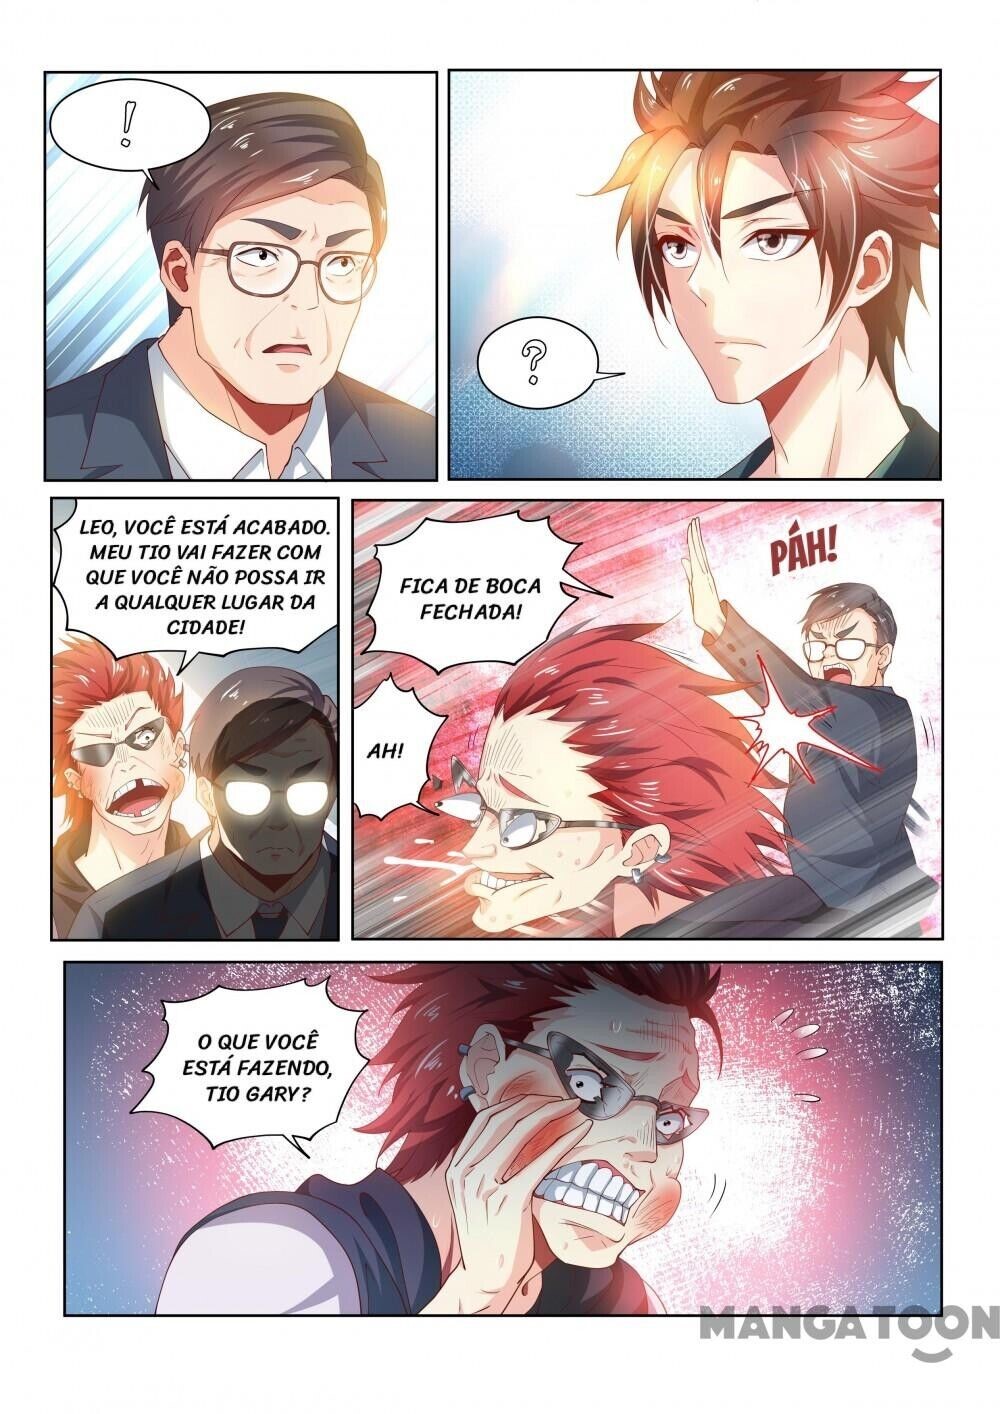 !
?
LEO, VOCÊ ESTÁ ACABADO.
MEU TIO VAI FAZER COM
QUE VOCÊ NÃO POSSA IR
A QUALQUER LUGAR DA
CIDADE!
FICA DE BOCA
FECHADA!
PÁH!
AH!
O QUE VOCÊ
ESTÁ FAZENDO,
TIO GARY?
MANGATOON